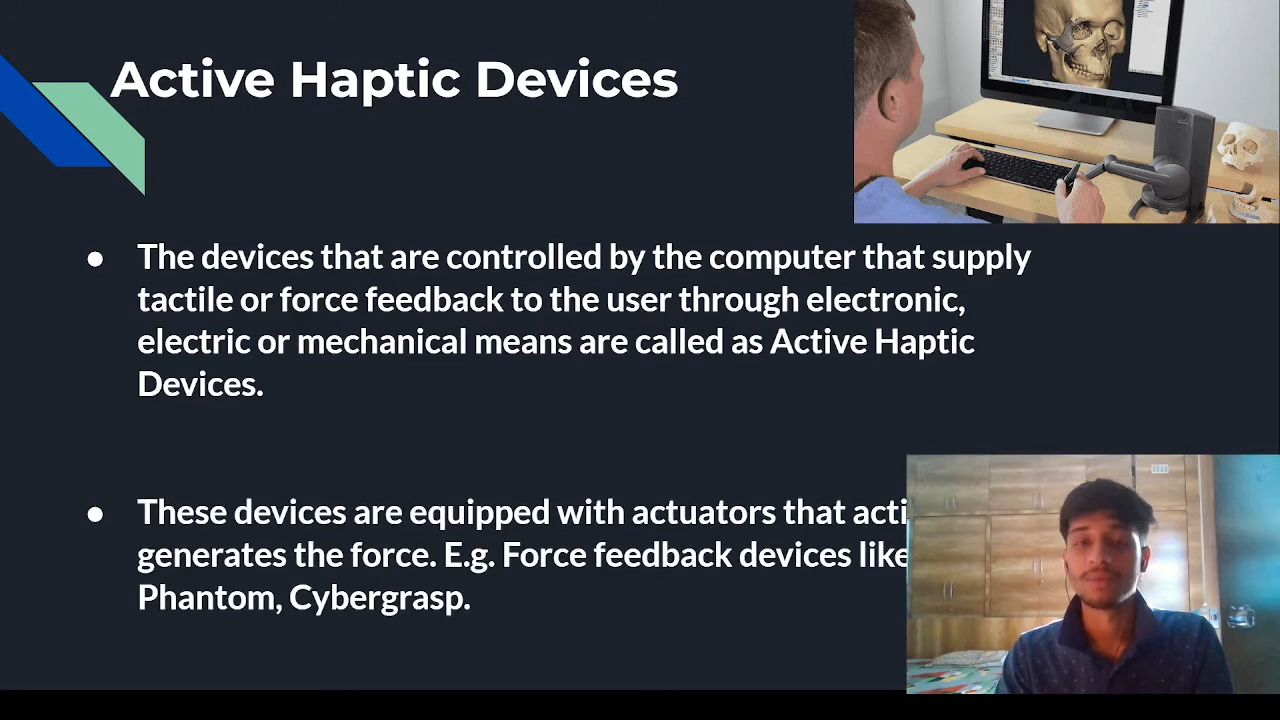 Active Haptic Devices
● The devices that are controlled by the computer that supply
tactile or force feedback to the user through electronic,
electric or mechanical means are called as Active Haptic
Devices.
● These devices are equipped with actuators that acti
generates the force. E.g. Force feedback devices like
Phantom, Cybergrasp.